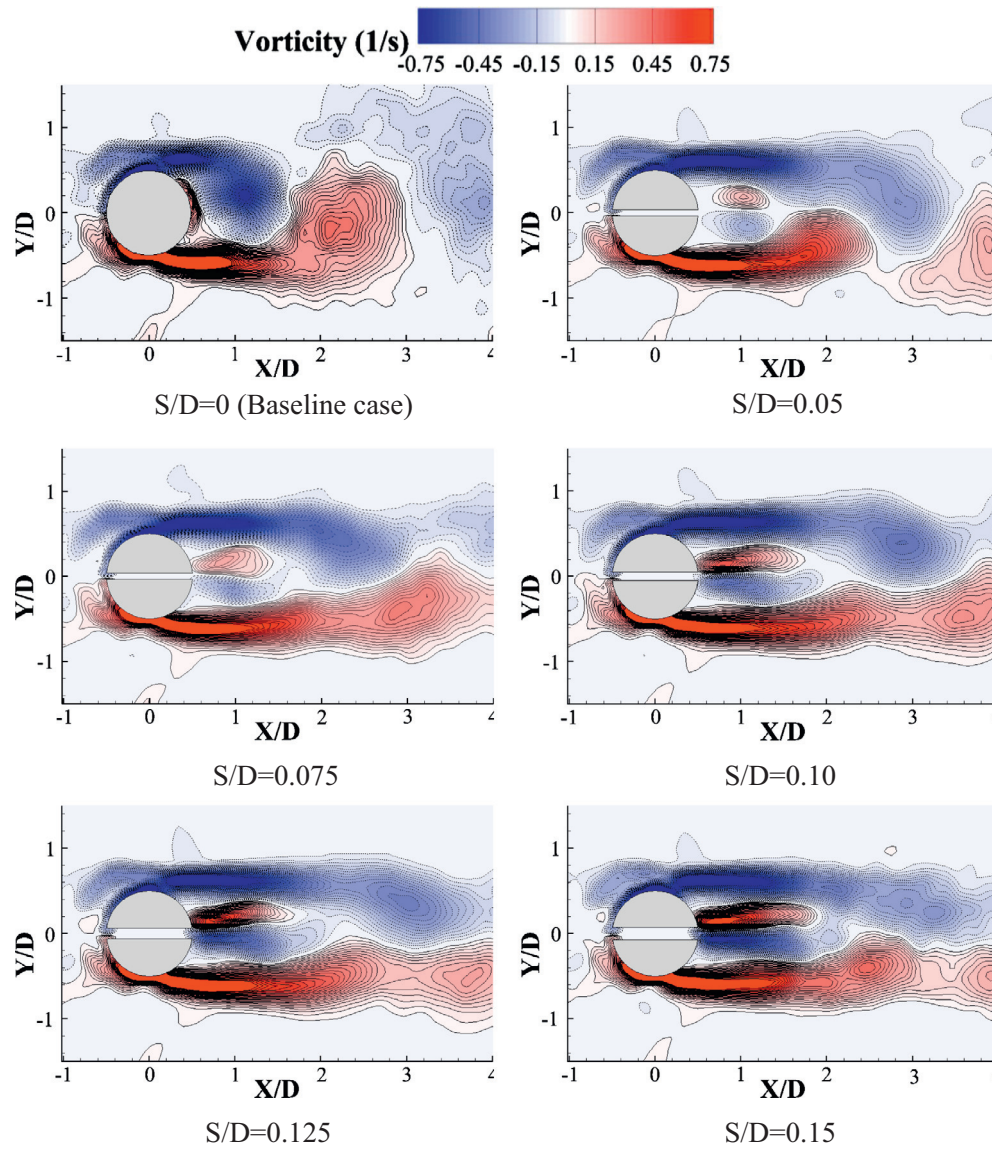 Vorticity (1/s)
-0.75 -0.45 -0.15 0.15 0.45 0.75
Y/D
1
0
-1
-1 0 1 2 3 4
X/D
S/D=0 (Baseline case)
Y/D
1
0
-1
-1 0 1 2 3
X/D
S/D=0.05
Y/D
1
0
-1
-1 0 1 2 3 4
X/D
S/D=0.075
Y/D
1
0
-1
-1 0 1 2 3
X/D
S/D=0.10
Y/D
1
0
-1
-1 0 1 2 3 4
X/D
S/D=0.125
Y/D
1
0
-1
-1 0 1 2 3
X/D
S/D=0.15